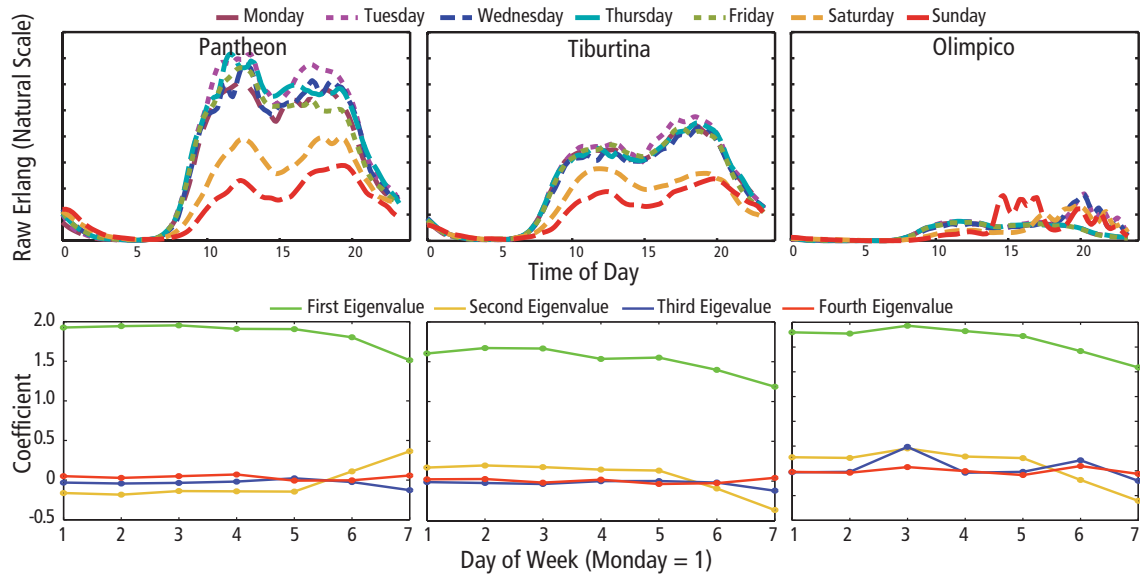 Monday Tuesday Wednesday Thursday Friday Saturday Sunday
Pantheon Tiburtina Olimpico
Raw Erlang (Natural Scale)
0 5 10 15 20 0 5 10 15 20 0 5 10 15 20
Time of Day
First Eigenvalue Second Eigenvalue Third Eigevalue Fourth Eigenvalue
2.0
1.5
1.0
0.5
0
-0.5
Coefficient
1 2 3 4 5 6 7 1 2 3 4 5 6 7 1 2 3 4 5 6 7
Day of Week (Monday = 1)